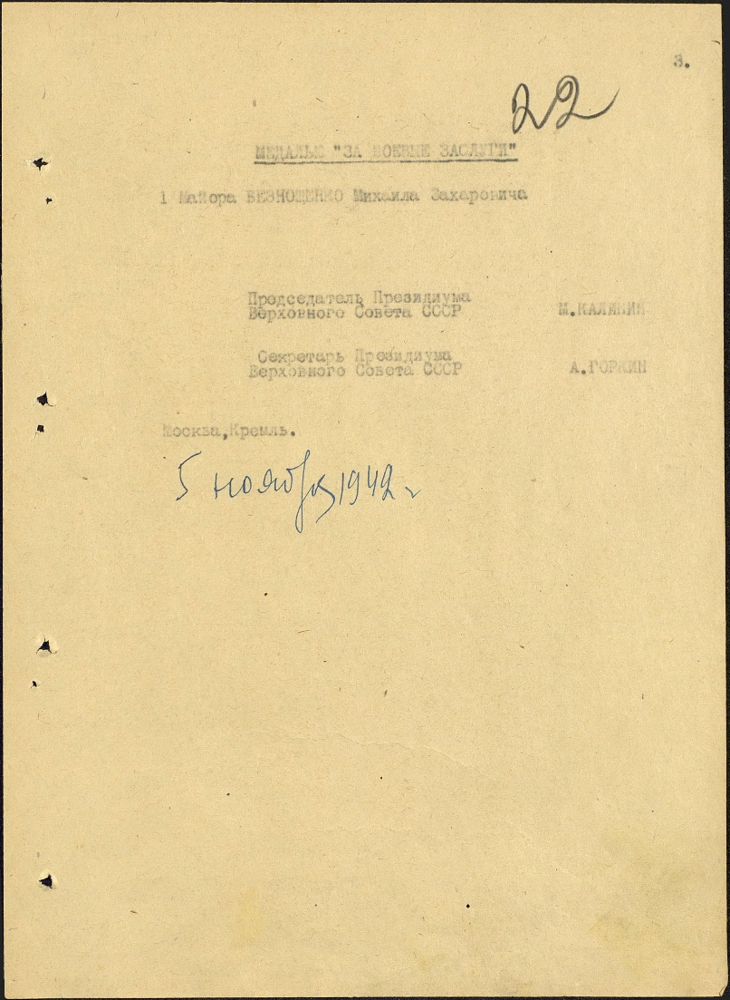 3.
22
МЕДАЛЬЮ "ЗА БОЕВЫЕ ЗАСЛУГИ"
1 Майора БЕЗНОЩЕНКО Михаила Захаровича
Председатель Президиума
Верховного Совета СССР М.КАЛИНИН
Секретарь Президиума
Верховного Совета СССР А.ГОРКИН
Москва,Кремль.
5 ноября 1942 г